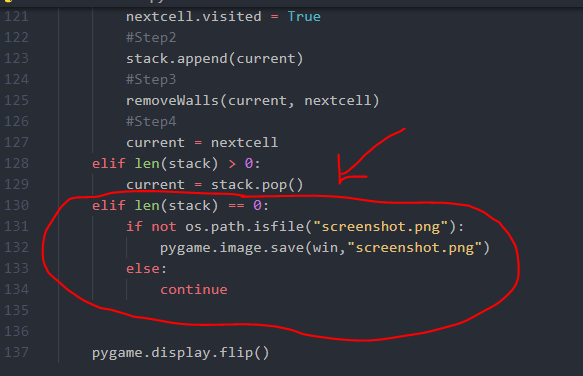 121 nextcell.visited = True
122 #Step2
123 stack.append(current)
124 #Step3
125 removeWalls(current, nextcell)
126 #Step4
127 current = nextcell
128 elif len(stack) > 0:
129 current = stack.pop()
130 elif len(stack) == 0:
131 if not os.path.isfile("screenshot.png"):
132 pygame.image.save(win,"screenshot.png")
133 else:
134 continue
135
136
137 pygame.display.flip()